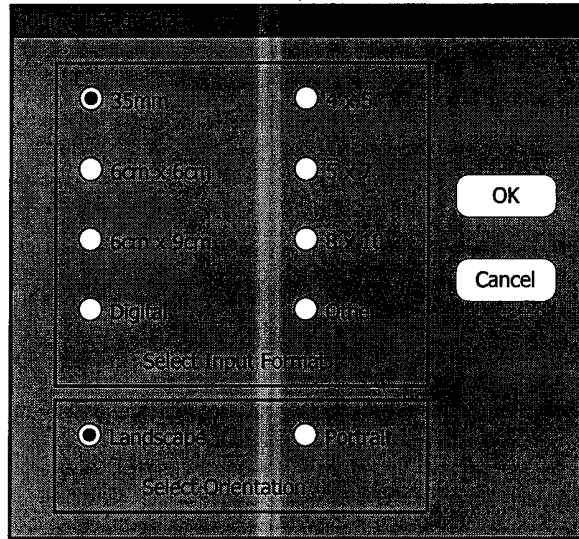 35mm
4 x 6
6cm x 6cm
5 x 7
OK
6cm x 9cm
8 x 10
Cancel
Digital
Other
Select Input Format
Landscape
Portrait
Select Orientation